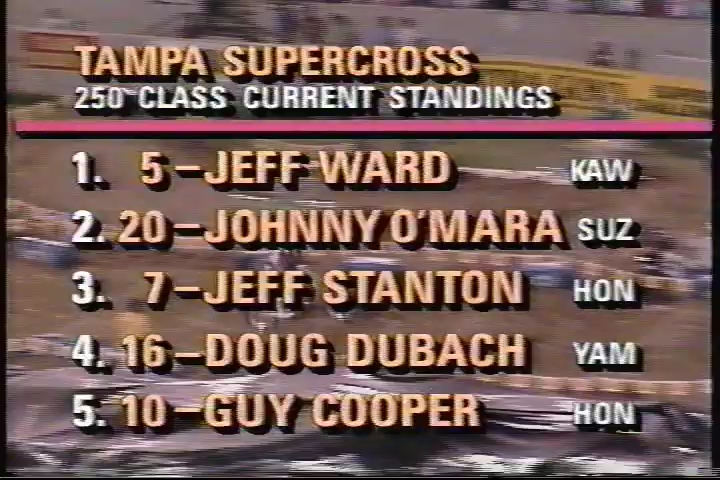 TAMPA SUPERCROSS
250 CLASS CURRENT STANDINGS
1. 5 - JEFF WARD KAW
2. 20 - JOHNNY O'MARA SUZ
3. 7 - JEFF STANTON HON
4. 16 - DOUG DUBACH YAM
5. 10 - GUY COOPER HON